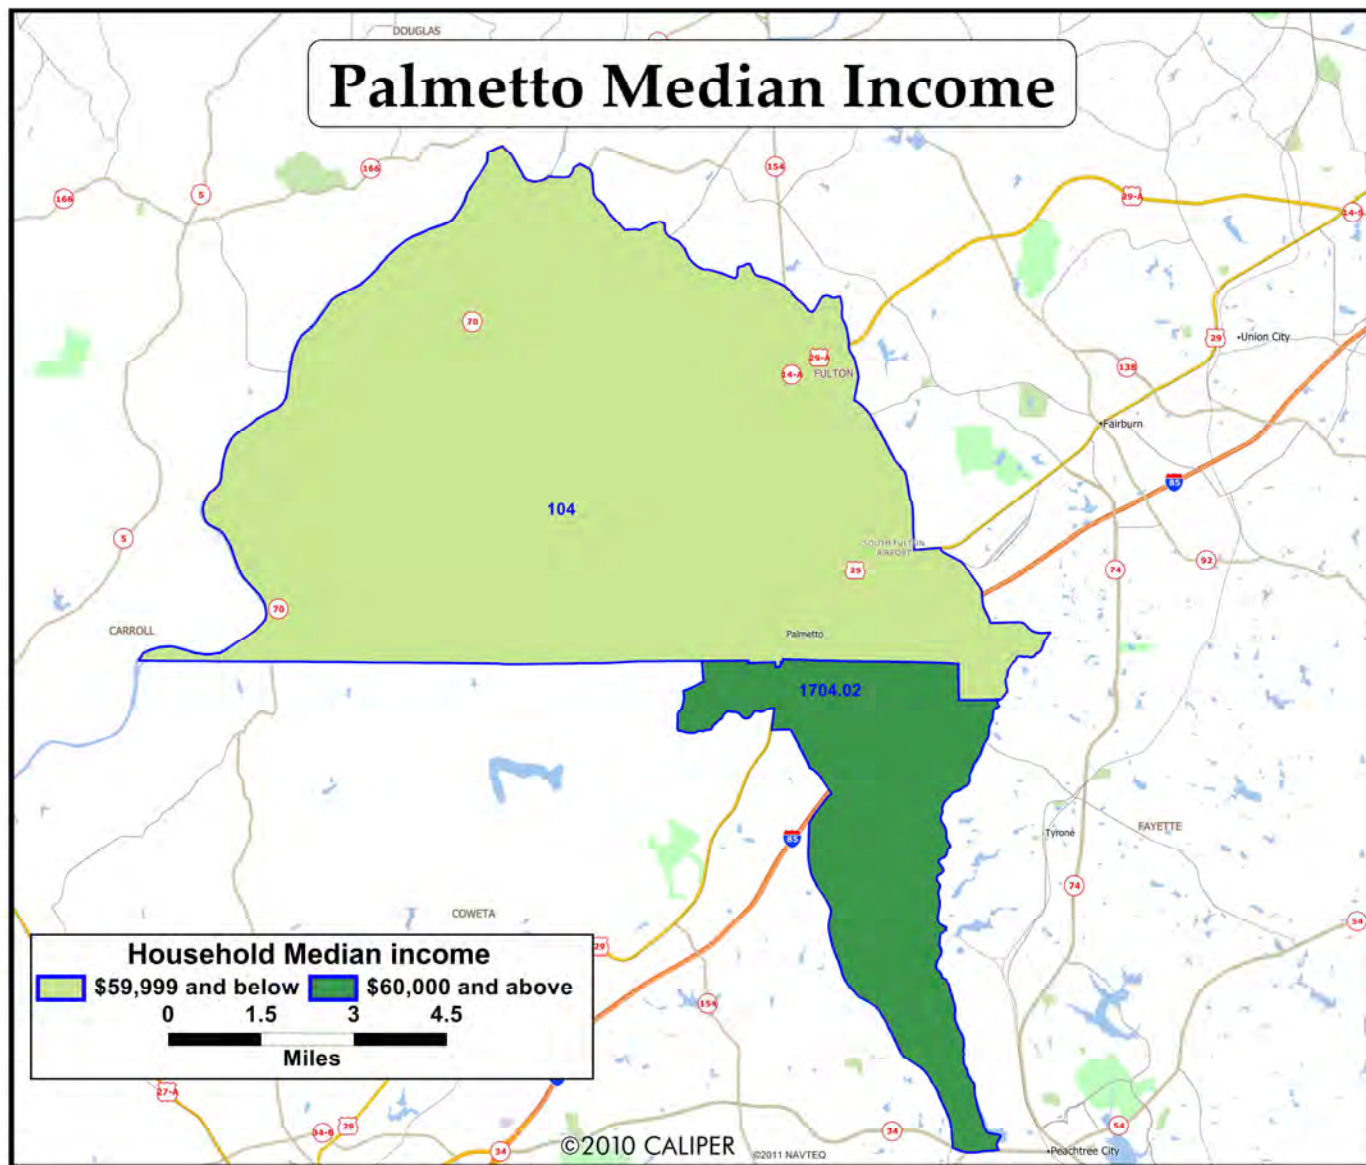 DOUGLAS
Palmetto Median Income
166
5
166
154
29-A
14-S
70
29-A
14-A
FULTON
29
Union City
138
Fairburn
85
104
5
SOUTH FULTON
AIRPORT
29
92
74
70
CARROLL
Palmetto
1704.02
85
Tyrone
FAYETTE
74
COWETA
54
29
Household Median income
$59,999 and below
$60,000 and above
0 1.5 3 4.5
Miles
154
27-A
34-B
29
34
34
54
©2010 CALIPER
©2011 NAVTEQ
Peachtree City